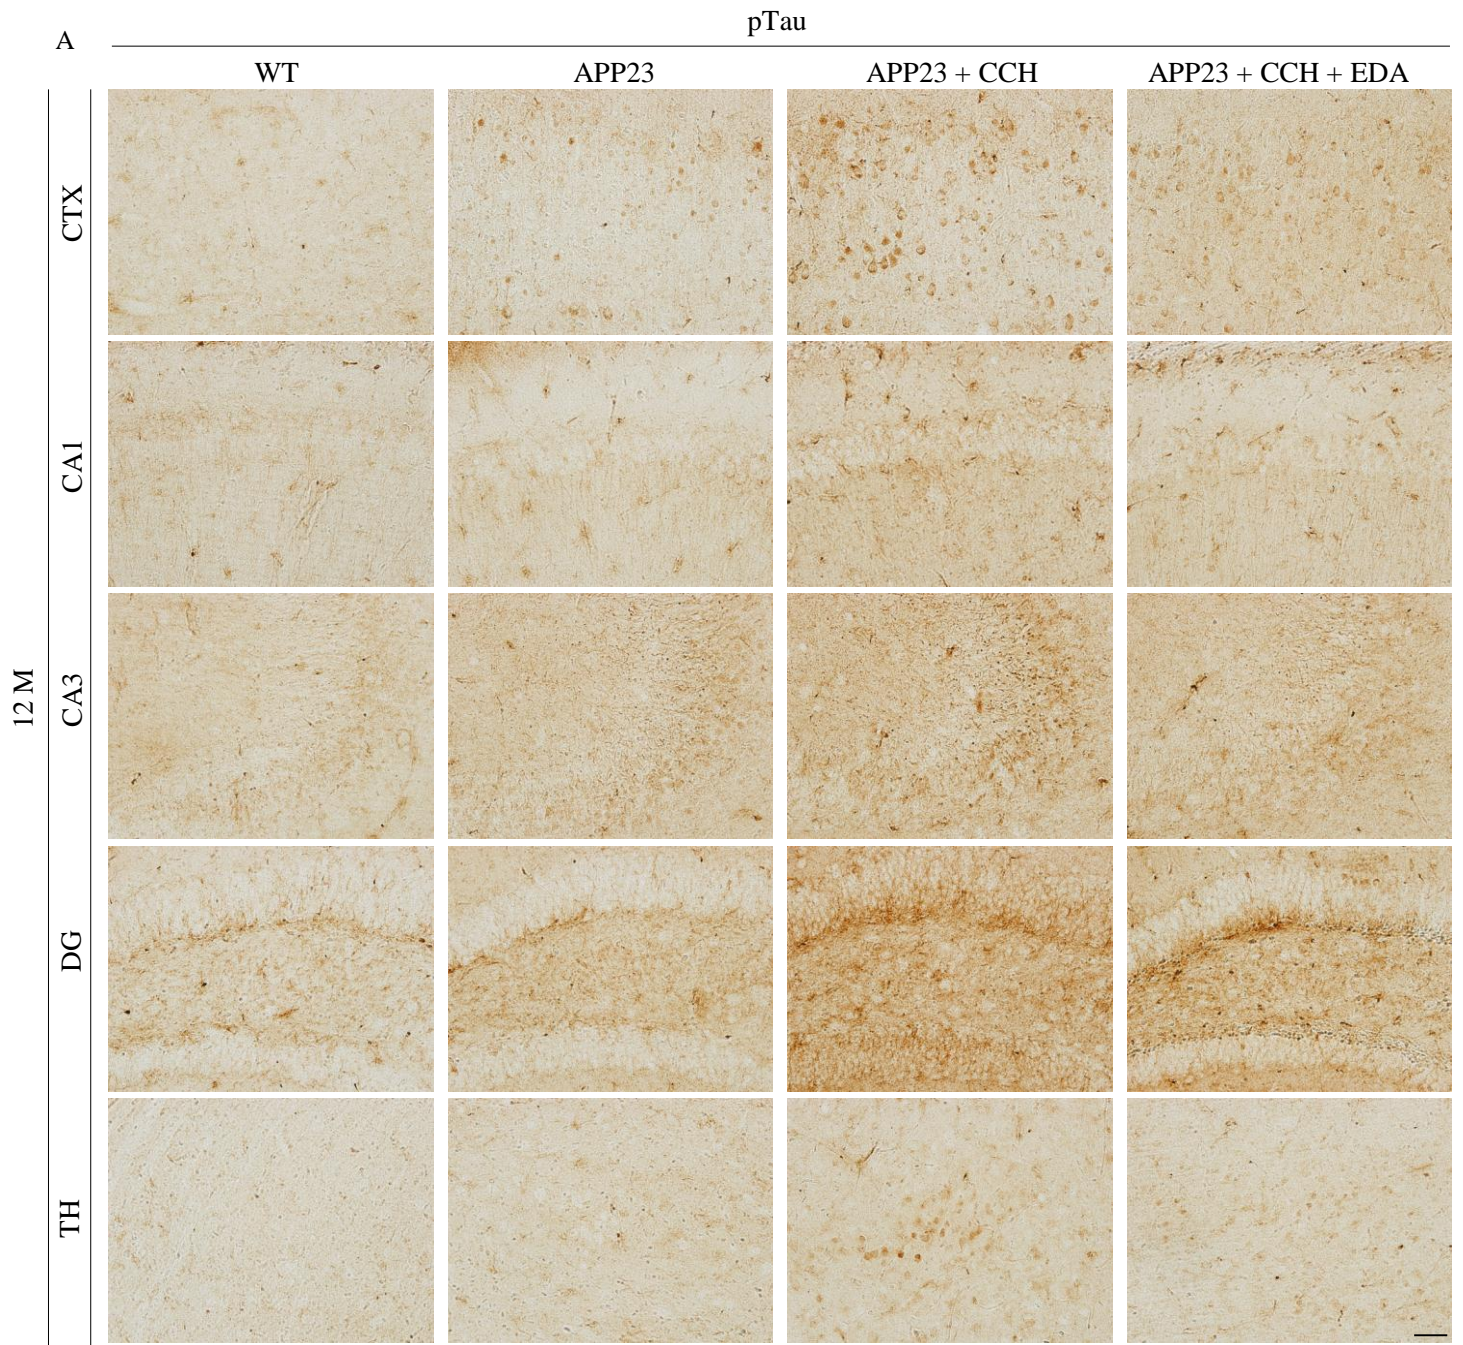 pTau
A
WT APP23 APP23 + CCH APP23 + CCH + EDA
12 M
CTX
CA1
CA3
DG
TH